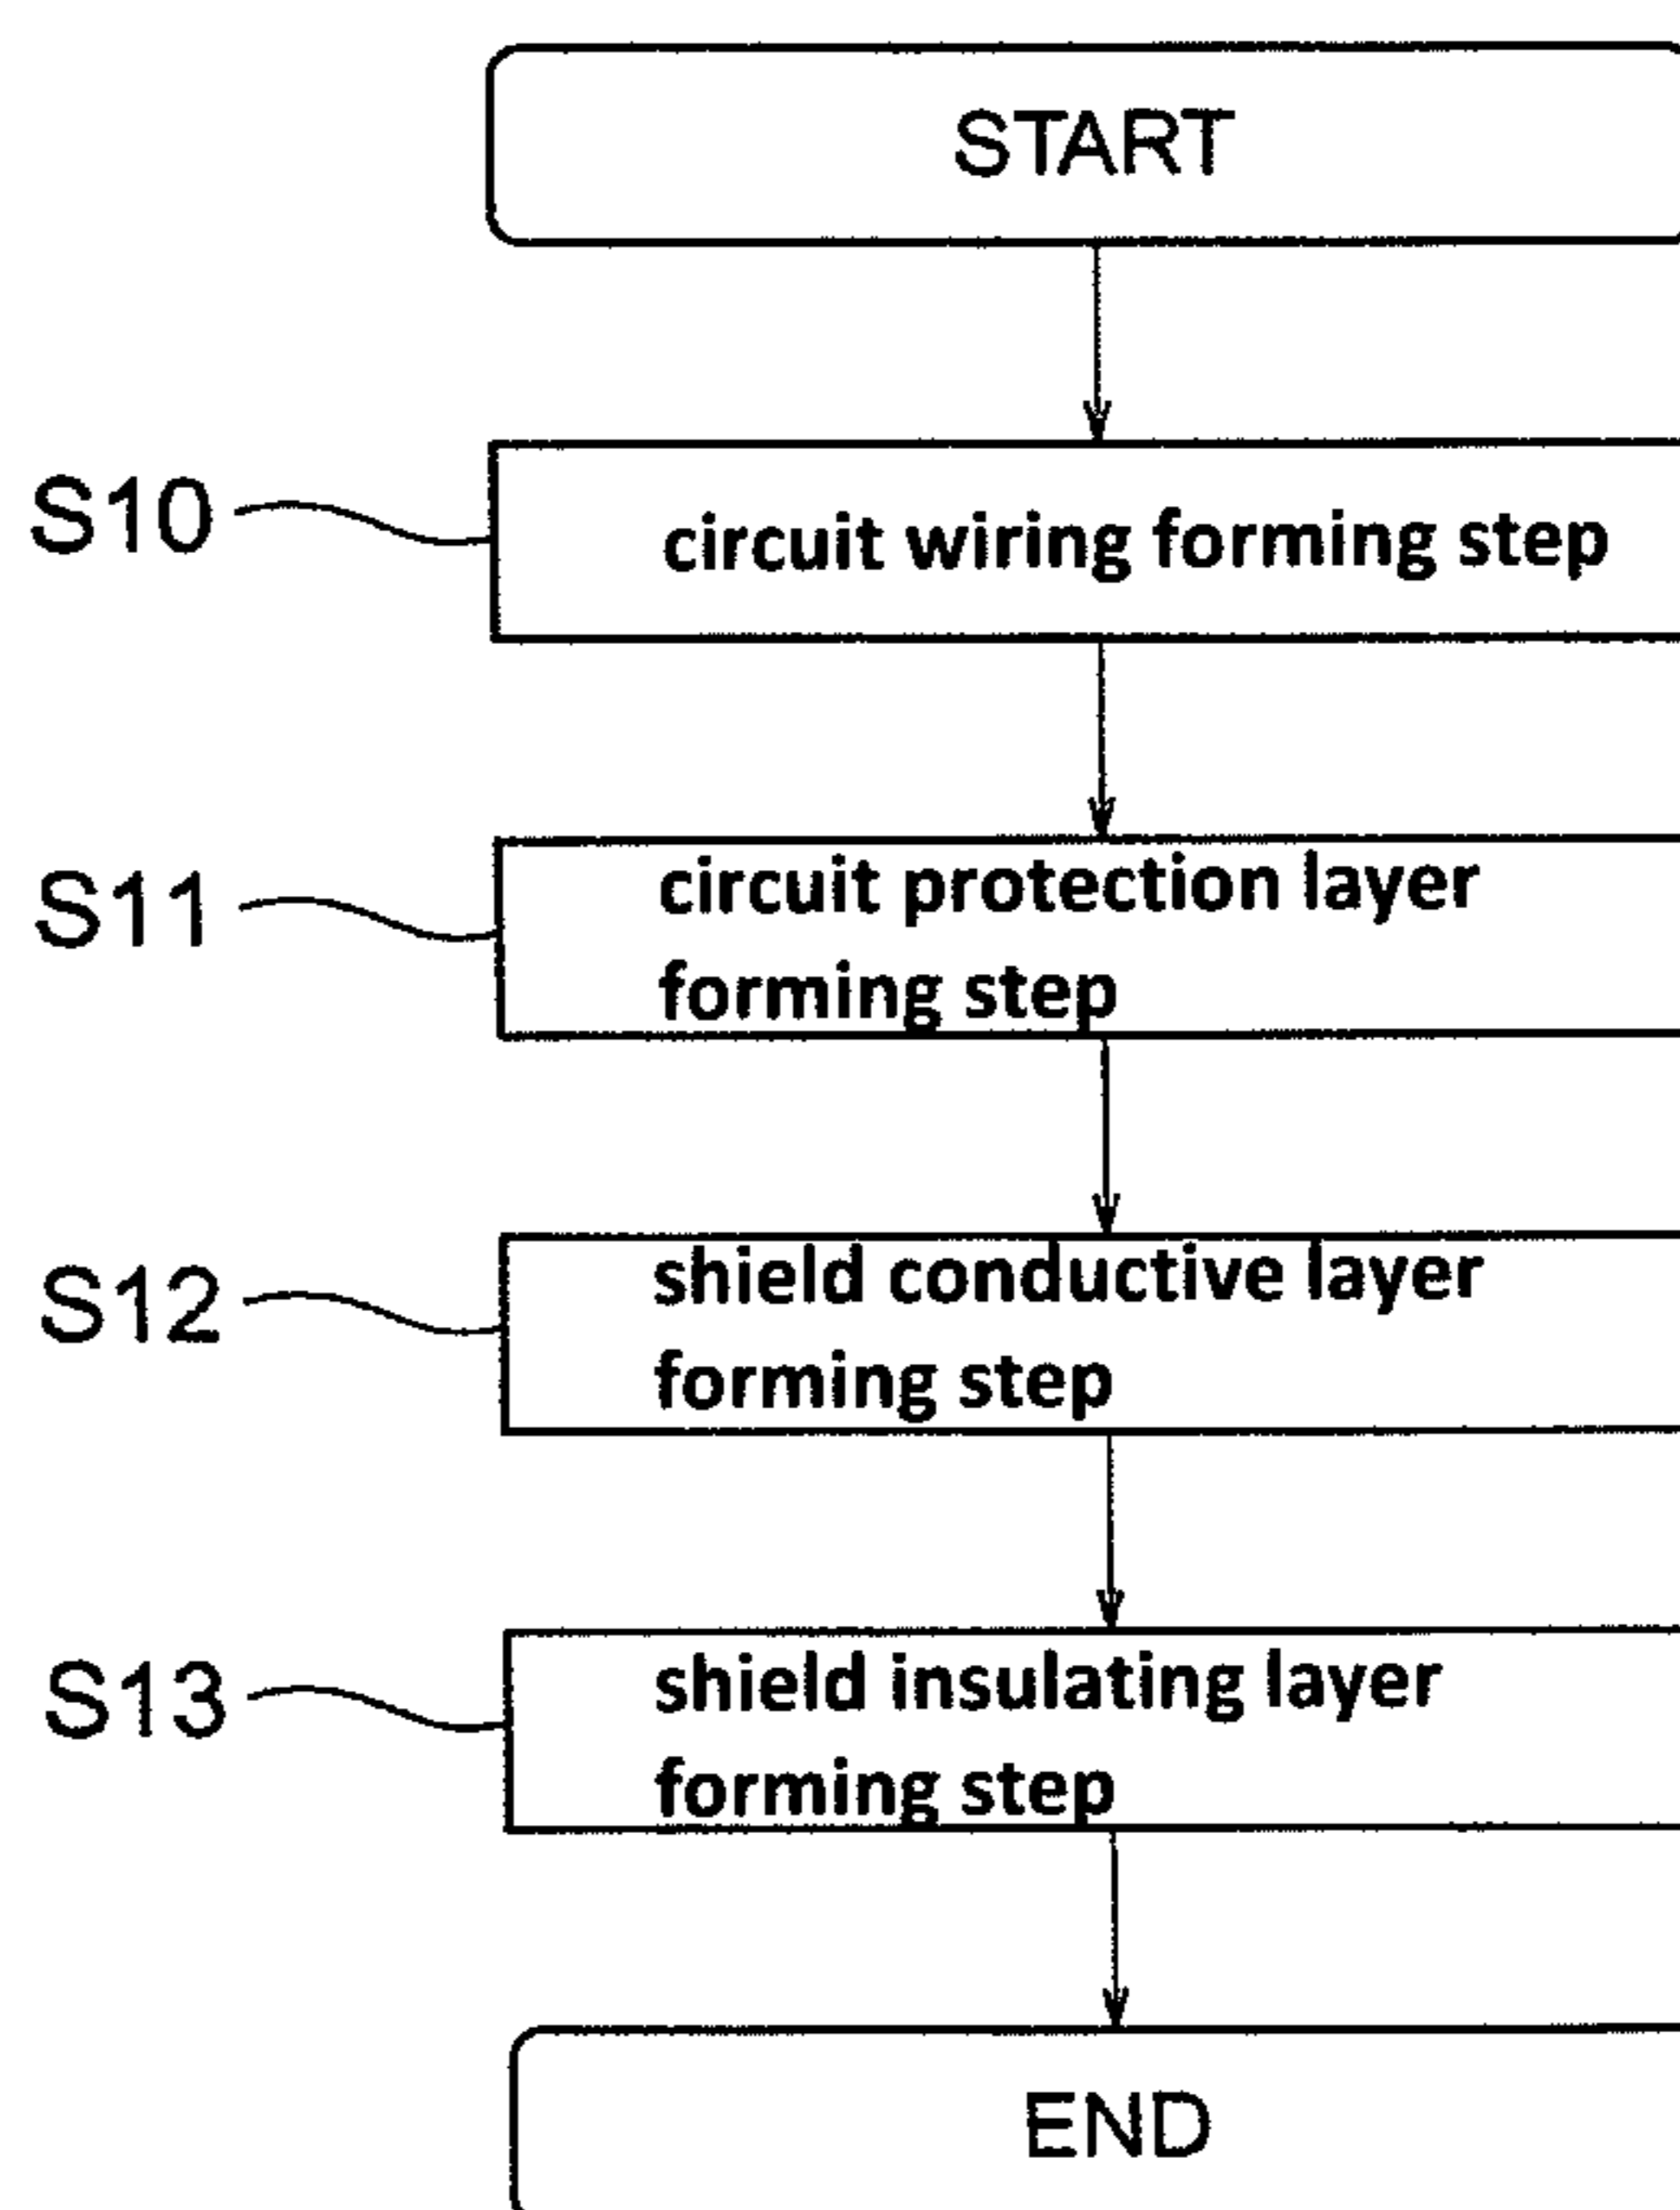 START
S10
circuit wiring forming step
S11
circuit protection layer
forming step
S12
shield conductive layer
forming step
S13
shield insulating layer
forming step
END